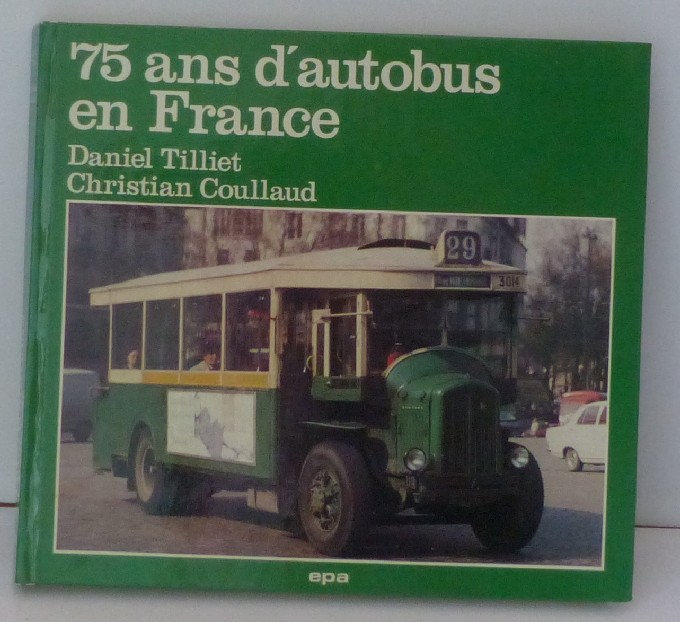 75 ans d'autobus
en France
Daniel Tilliet
Christian Coullaud
29
3014
epa